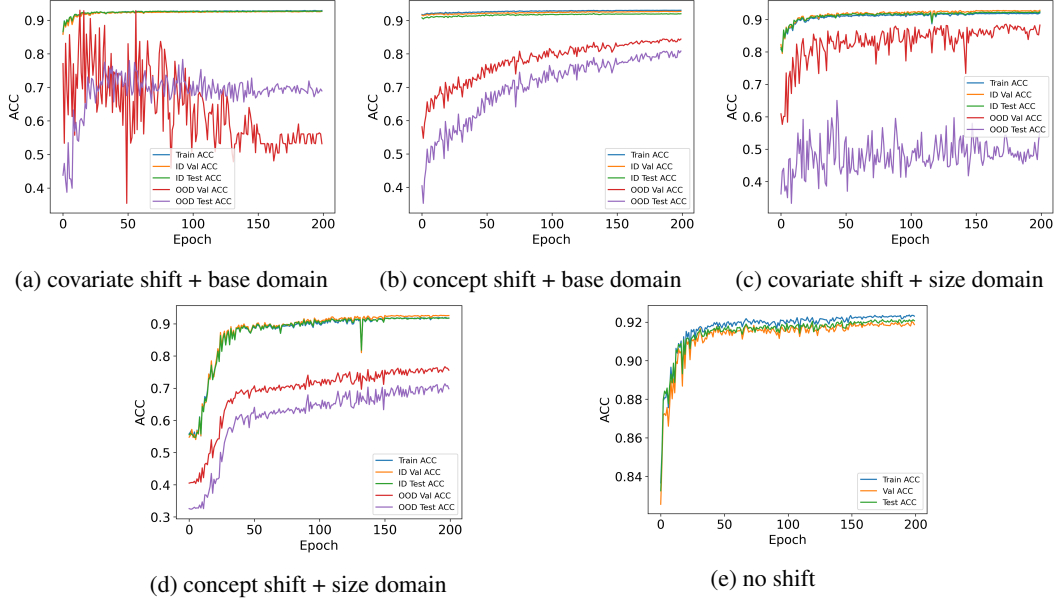 0.9
0.8
0.7
0.6
0.5
0.4
ACC
0
50
100
150
200
Epoch
Train ACC
ID Val ACC
ID Test ACC
OOD Val ACC
OOD Test ACC
(a) covariate shift + base domain
0.9
0.8
0.7
0.6
0.5
0.4
ACC
0
50
100
150
200
Epoch
Train ACC
ID Val ACC
ID Test ACC
OOD Val ACC
OOD Test ACC
(b) concept shift + base domain
0.9
0.8
0.7
0.6
0.5
0.4
ACC
0
50
100
150
200
Epoch
Train ACC
ID Val ACC
ID Test ACC
OOD Val ACC
OOD Test ACC
(c) covariate shift + size domain
0.9
0.8
0.7
0.6
0.5
0.4
0.3
ACC
0
50
100
150
200
Epoch
Train ACC
ID Val ACC
ID Test ACC
OOD Val ACC
OOD Test ACC
(d) concept shift + size domain
0.92
0.90
0.88
0.86
0.84
ACC
0
50
100
150
200
Epoch
Train ACC
Val ACC
Test ACC
(e) no shift